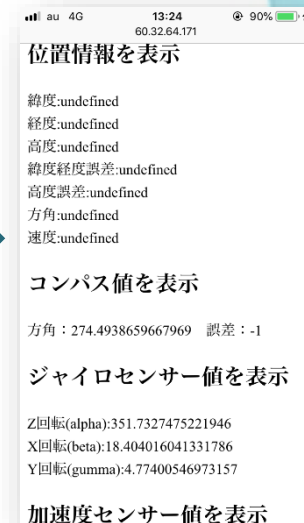 au 4G 13:24 90%
60.32.64.171
位置情報を表示
緯度:undefined
経度:undefined
高度:undefined
緯度経度誤差:undefined
高度誤差:undefined
方角:undefined
速度:undefined
コンパス値を表示
方角：274.4938659667969　誤差：-1
ジャイロセンサー値を表示
Z回転(alpha):351.7327475221946
X回転(beta):18.404016041331786
Y回転(gumma):4.77400546973157
加速度センサー値を表示